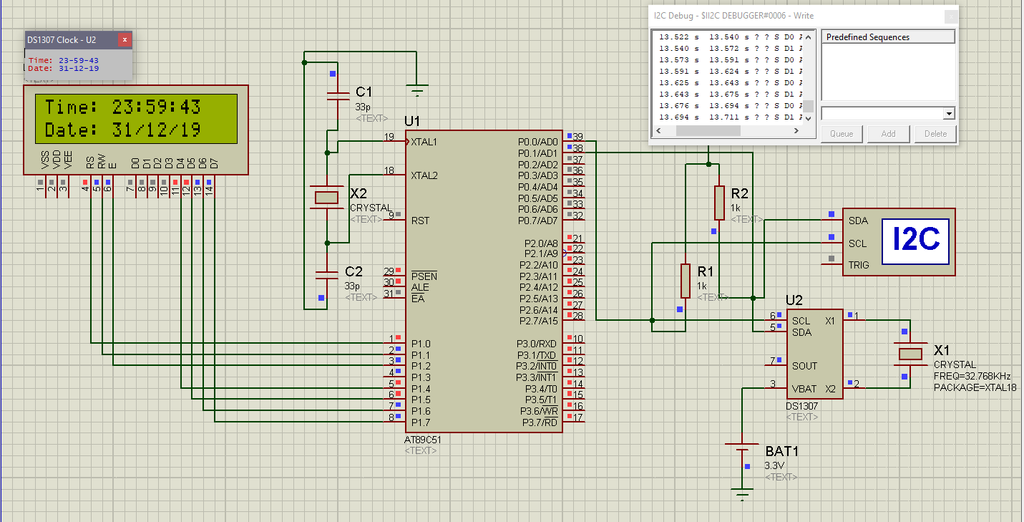 DS1307 Clock - U2
Time: 23-59-43
Date: 31-12-19
Time: 23:59:43
Date: 31/12/19
VSS
VDD
VEE
RS
RW
E
D0
D1
D2
D3
D4
D5
D6
D7
1
2
3
4
5
6
7
8
9
10
11
12
13
14
C1
33p
<TEXT>
X2
CRYSTAL
<TEXT>
C2
33p
<TEXT>
U1
19 XTAL1
18 XTAL2
9 RST
29 PSEN
30 ALE
31 EA
1 P1.0
2 P1.1
3 P1.2
4 P1.3
5 P1.4
6 P1.5
7 P1.6
8 P1.7
P0.0/AD0 39
P0.1/AD1 38
P0.2/AD2 37
P0.3/AD3 36
P0.4/AD4 35
P0.5/AD5 34
P0.6/AD6 33
P0.7/AD7 32
P2.0/A8 21
P2.1/A9 22
P2.2/A10 23
P2.3/A11 24
P2.4/A12 25
P2.5/A13 26
P2.6/A14 27
P2.7/A15 28
P3.0/RXD 10
P3.1/TXD 11
P3.2/INT0 12
P3.3/INT1 13
P3.4/T0 14
P3.5/T1 15
P3.6/WR 16
P3.7/RD 17
AT89C51
<TEXT>
I2C Debug - $II2C DEBUGGER#0006 - Write
13.522 s 13.540 s ? ? S D0 A
13.540 s 13.572 s ? ? S D1 A
13.573 s 13.591 s ? ? S D0 A
13.591 s 13.624 s ? ? S D1 A
13.625 s 13.643 s ? ? S D0 A
13.643 s 13.675 s ? ? S D1 A
13.676 s 13.694 s ? ? S D0 A
13.694 s 13.711 s ? ? S D1 A
Predefined Sequences
Queue
Add
Delete
R2
1k
<TEXT>
R1
1k
<TEXT>
SDA
SCL
TRIG
I2C
U2
6 SCL
5 SDA
7 SOUT
3 VBAT
X1 1
X2 2
DS1307
<TEXT>
X1
CRYSTAL
FREQ=32.768KHz
PACKAGE=XTAL18
<TEXT>
BAT1
3.3V
<TEXT>